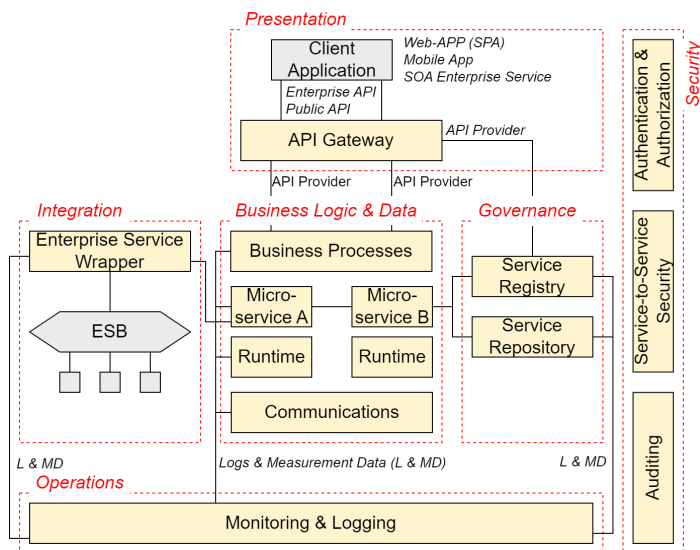 Presentation
Client
Application
Web-APP (SPA)
Mobile App
SOA Enterprise Service
Enterprise API
Public API
API Gateway
API Provider
API Provider
API Provider
Integration
Enterprise Service
Wrapper
ESB
Business Logic & Data
Business Processes
Micro-
service A
Micro-
service B
Runtime
Runtime
Communications
Governance
Service
Registry
Service
Repository
L & MD
Logs & Measurement Data (L & MD)
L & MD
Operations
Monitoring & Logging
Security
Authentication &
Authorization
Service-to-Service
Security
Auditing